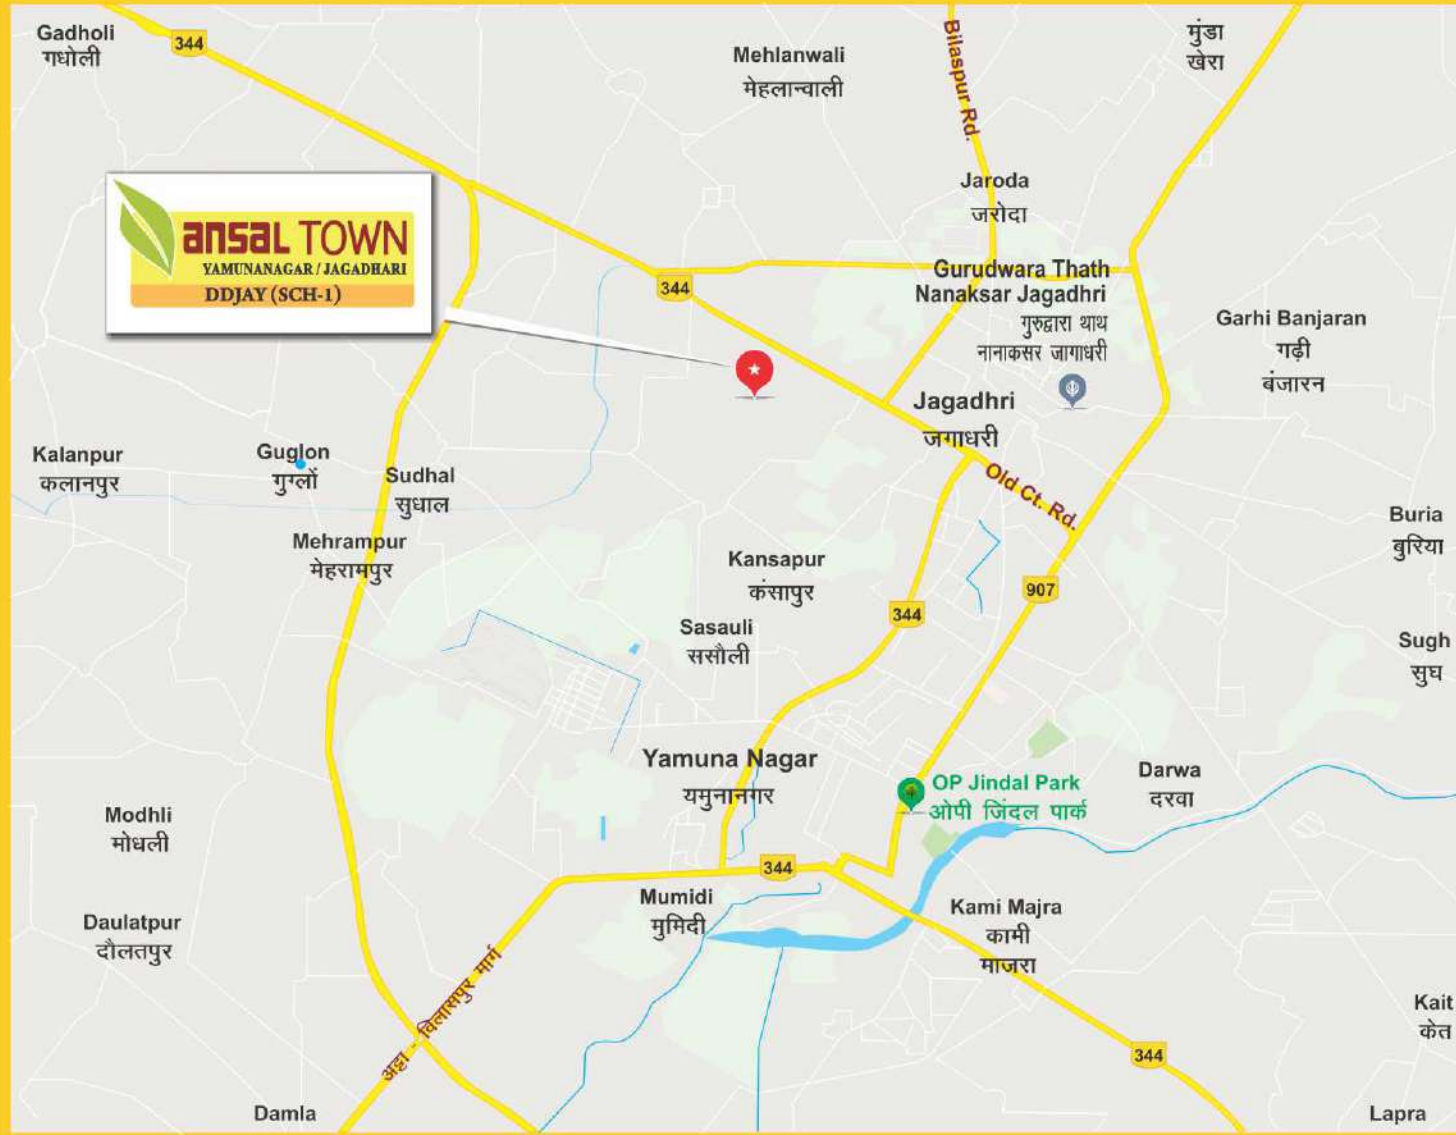 Gadholi
गधोली
344
Mehlanwali
मेहलान्वाली
Bilaspur Rd.
मुंडा
खेरा
Jaroda
जरोदा
ansal TOWN
YAMUNANAGAR / JAGADHARI
DDJAY (SCH-1)
344
Gurudwara Thath
Nanaksar Jagadhri
गुरुद्वारा थाथ
नानाकसर जागाधरी
Garhi Banjaran
गढ़ी
बंजारन
Jagadhri
जगाधरी
Kalanpur
कलानपुर
Guglon
गुग्लों
Sudhal
सुधाल
Old Ct. Rd.
Buria
बुरिया
Mehrampur
मेहरामपुर
Kansapur
कंसापुर
907
344
Sasauli
ससौली
Sugh
सुघ
Yamuna Nagar
यमुनानगर
OP Jindal Park
ओपी जिंदल पार्क
Darwa
दरवा
Modhli
मोधली
344
Mumidi
मुमिदी
Kami Majra
कामी
माजरा
Daulatpur
दौलतपुर
अट्टा - विलासपुर मार्ग
Kait
केत
344
Damla
Lapra